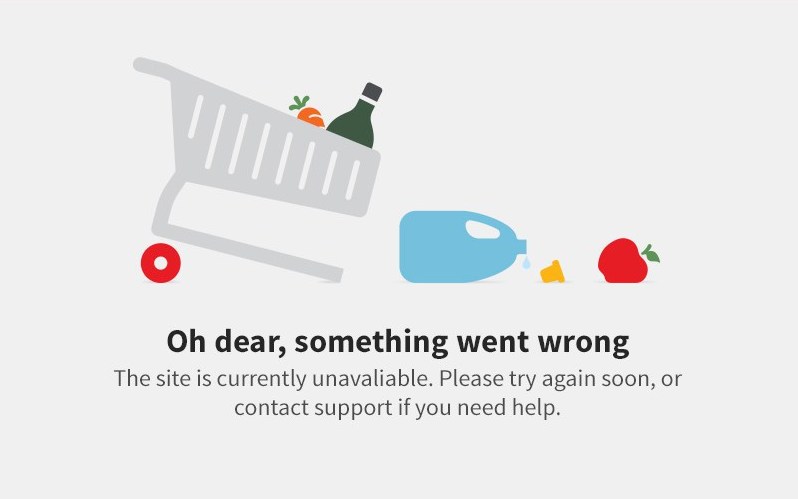 Oh dear, something went wrong
The site is currently unavaliable. Please try again soon, or
contact support if you need help.